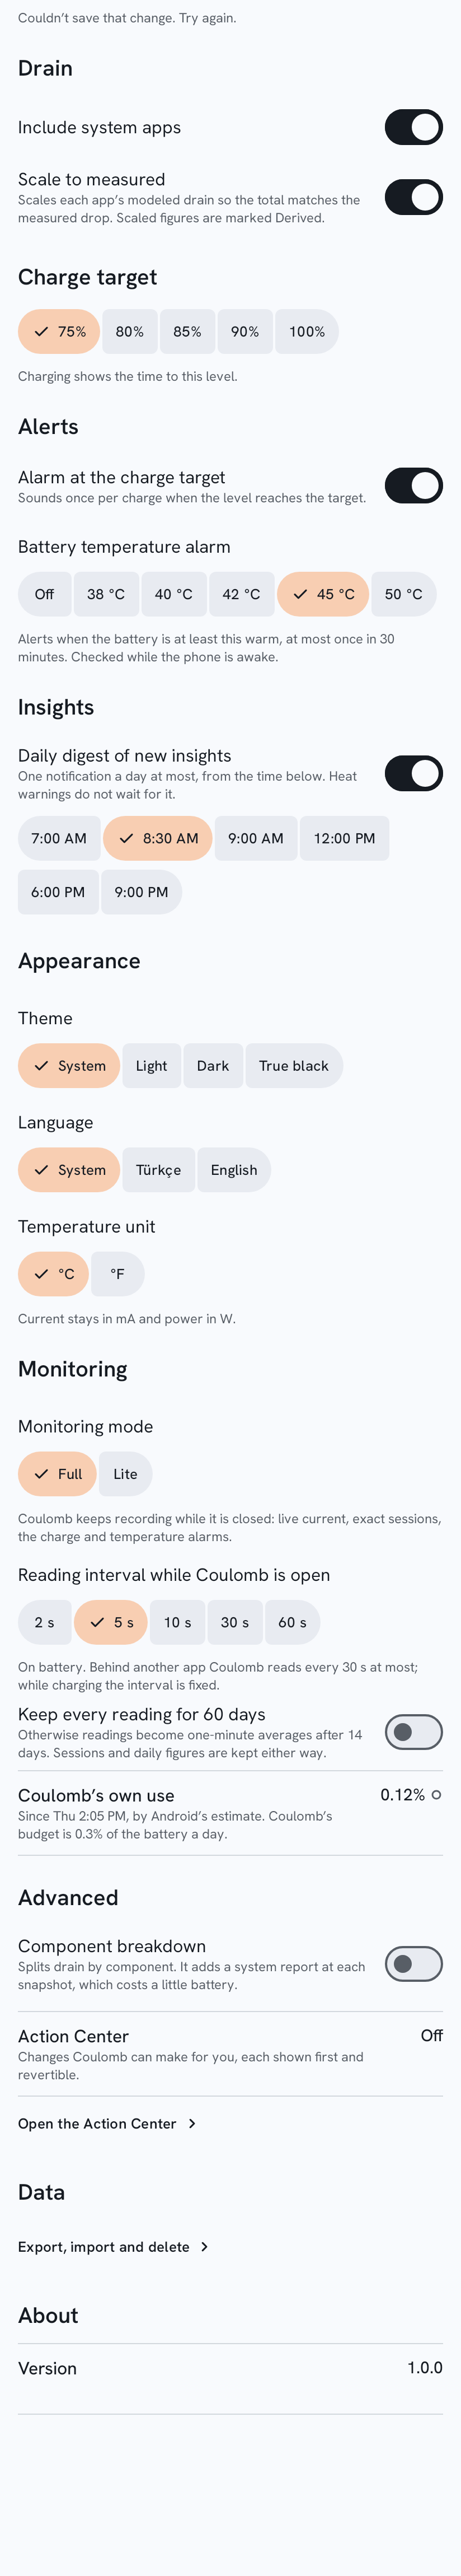 Couldn’t save that change. Try again.
Drain
Include system apps
Scale to measured
Scales each app’s modeled drain so the total matches the
measured drop. Scaled figures are marked Derived.
Charge target
75% 80% 85% 90% 100%
Charging shows the time to this level.
Alerts
Alarm at the charge target
Sounds once per charge when the level reaches the target.
Battery temperature alarm
Off 38 °C 40 °C 42 °C 45 °C 50 °C
Alerts when the battery is at least this warm, at most once in 30
minutes. Checked while the phone is awake.
Insights
Daily digest of new insights
One notification a day at most, from the time below. Heat
warnings do not wait for it.
7:00 AM 8:30 AM 9:00 AM 12:00 PM
6:00 PM 9:00 PM
Appearance
Theme
System Light Dark True black
Language
System Türkçe English
Temperature unit
°C °F
Current stays in mA and power in W.
Monitoring
Monitoring mode
Full Lite
Coulomb keeps recording while it is closed: live current, exact sessions,
the charge and temperature alarms.
Reading interval while Coulomb is open
2 s 5 s 10 s 30 s 60 s
On battery. Behind another app Coulomb reads every 30 s at most;
while charging the interval is fixed.
Keep every reading for 60 days
Otherwise readings become one-minute averages after 14
days. Sessions and daily figures are kept either way.
Coulomb’s own use 0.12%
Since Thu 2:05 PM, by Android’s estimate. Coulomb’s
budget is 0.3% of the battery a day.
Advanced
Component breakdown
Splits drain by component. It adds a system report at each
snapshot, which costs a little battery.
Action Center Off
Changes Coulomb can make for you, each shown first and
revertible.
Open the Action Center
Data
Export, import and delete
About
Version 1.0.0